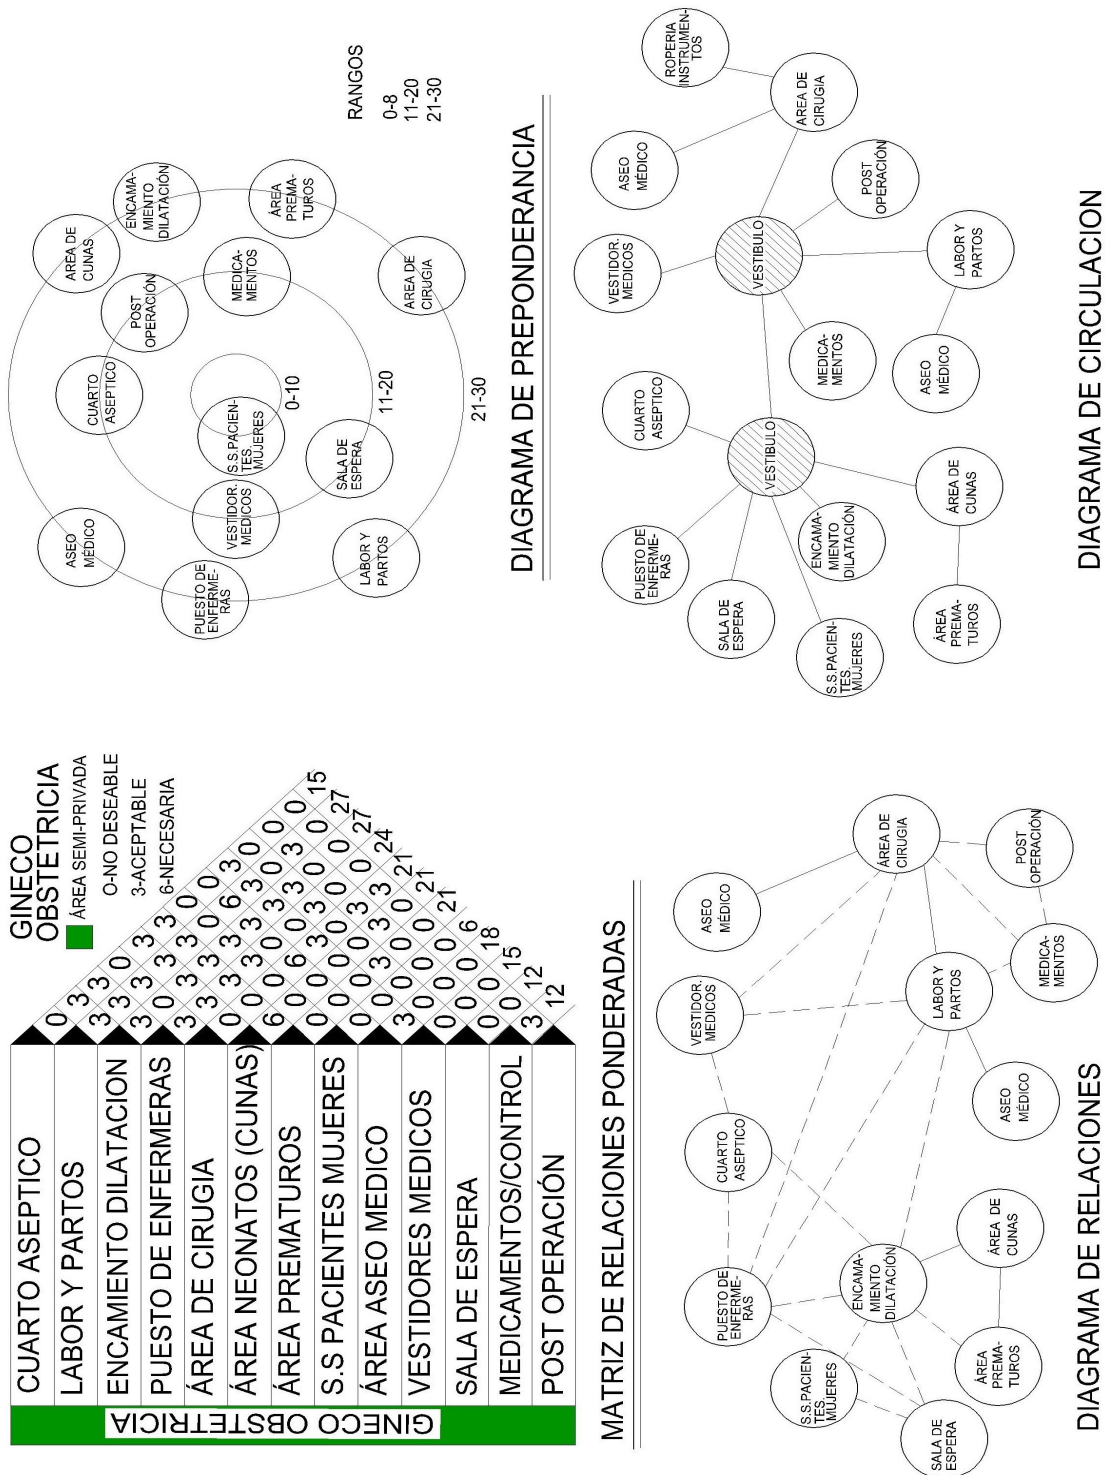 GINECO OBSTETRICIA
CUARTO ASEPTICO
LABOR Y PARTOS
ENCAMIENTO DILATACION
PUESTO DE ENFERMERAS
ÁREA DE CIRUGIA
ÁREA NEONATOS (CUNAS)
ÁREA PREMATUROS
S.S PACIENTES MUJERES
ÁREA ASEO MEDICO
VESTIDORES MEDICOS
SALA DE ESPERA
MEDICAMENTOS/CONTROL
POST OPERACIÓN
15
27
27
24
21
21
21
6
18
15
12
12
GINECO
OBSTETRICIA
ÁREA SEMI-PRIVADA
O-NO DESEABLE
3-ACEPTABLE
6-NECESARIA
MATRIZ DE RELACIONES PONDERADAS
ASEO
MÉDICO
PUESTO DE
ENFERME-
RAS
LABOR Y
PARTOS
VESTIDOR.
MEDICOS
SALA DE
ESPERA
S.S.PACIEN-
TES.
MUJERES
CUARTO
ASEPTICO
POST
OPERACIÓN
MEDICA-
MENTOS
AREA DE
CUNAS
ENCAMA-
MIENTO
DILATACIÓN
ÁREA
PREMA-
TUROS
AREA DE
CIRUGIA
0-10
11-20
21-30
RANGOS
0-8
11-20
21-30
DIAGRAMA DE PREPONDERANCIA
PUESTO DE
ENFERME-
RAS
S.S.PACIEN-
TES.
MUJERES
SALA DE
ESPERA
CUARTO
ASEPTICO
ENCAMA-
MIENTO
DILATACIÓN
ÁREA
PREMA-
TUROS
ÁREA DE
CUNAS
VESTIDOR.
MEDICOS
LABOR Y
PARTOS
ASEO
MÉDICO
ASEO
MÉDICO
ÁREA DE
CIRUGIA
MEDICA-
MENTOS
POST
OPERACIÓN
DIAGRAMA DE RELACIONES
PUESTO DE
ENFERME-
RAS
SALA DE
ESPERA
S.S.PACIEN-
TES.
MUJERES
CUARTO
ASEPTICO
VESTIBULO
ENCAMA-
MIENTO
DILATACIÓN
ÁREA
PREMA-
TUROS
ÁREA DE
CUNAS
VESTIDOR.
MEDICOS
VESTIBULO
MEDICA-
MENTOS
ASEO
MÉDICO
LABOR Y
PARTOS
POST
OPERACIÓN
ASEO
MÉDICO
AREA DE
CIRUGIA
ROPERIA
INSTRUMEN-
TOS
DIAGRAMA DE CIRCULACION